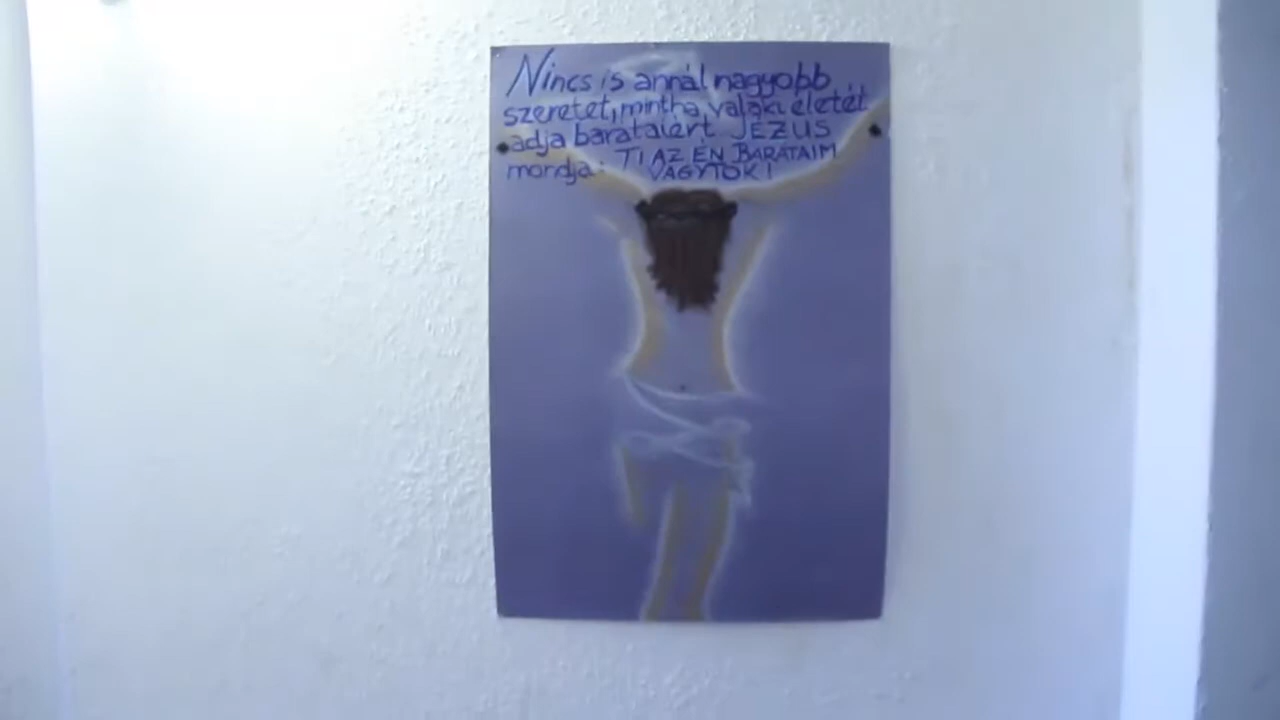 Nincs is annál nagyobb
szeretet, mintha valaki életét
adja barátaiért JÉZUS
mondja: TI AZ ÉN BARÁTAIM
VAGYTOK!